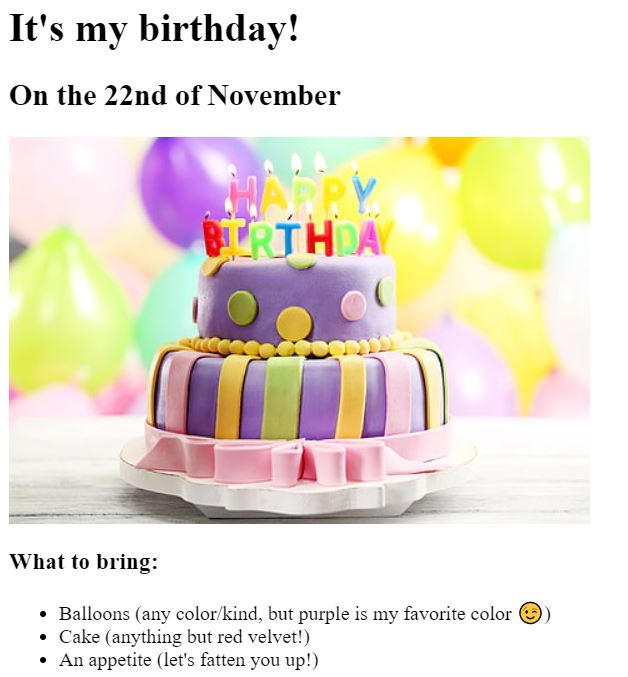 It's my birthday!
On the 22nd of November
HAPPY
BIRTHDAY
What to bring:
Balloons (any color/kind, but purple is my favorite color 😉)
Cake (anything but red velvet!)
An appetite (let's fatten you up!)